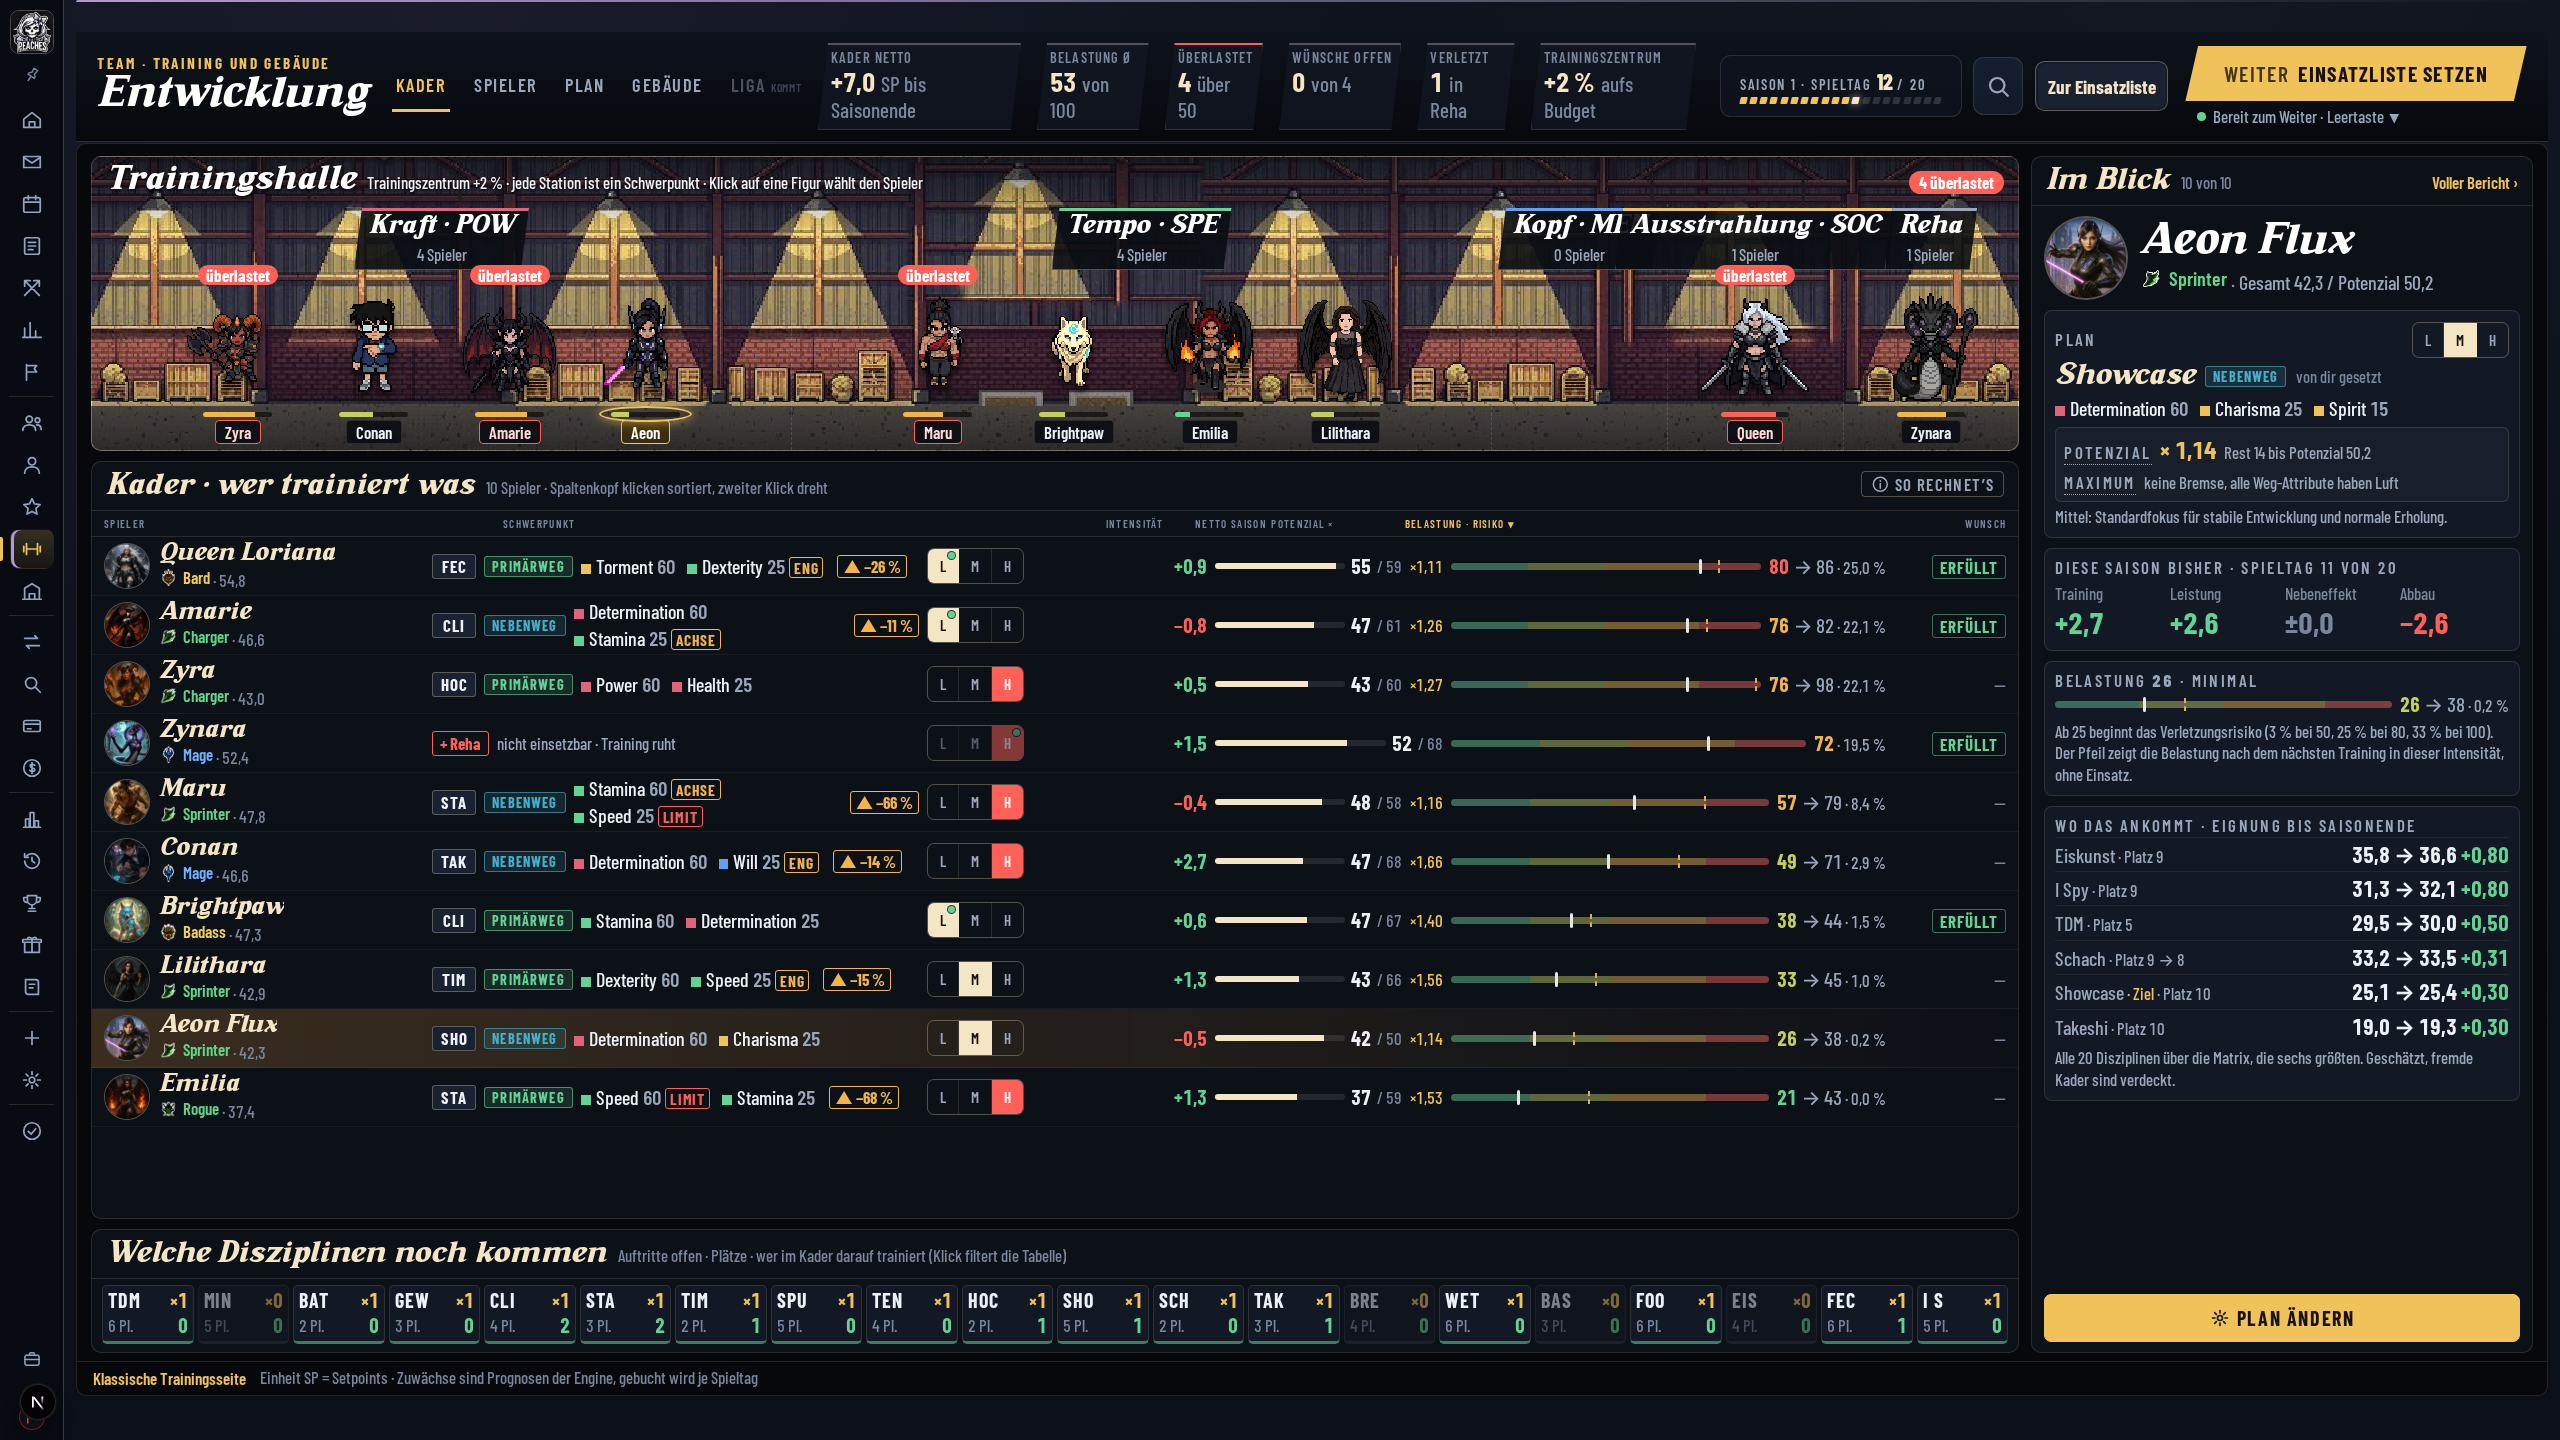 TEAM · TRAINING UND GEBÄUDE
Entwicklung
KADER SPIELER PLAN GEBÄUDE LIGA KOMMT
KADER NETTO
+7,0 SP bis Saisonende
BELASTUNG Ø
53 von 100
ÜBERLASTET
4 über 50
WÜNSCHE OFFEN
0 von 4
VERLETZT
1 in Reha
TRAININGSZENTRUM
+2 % aufs Budget
SAISON 1 · SPIELTAG 12 / 20
Zur Einsatzliste
WEITER EINSATZLISTE SETZEN
Bereit zum Weiter · Leertaste ▼
Trainingshalle Trainingszentrum +2 % · jede Station ist ein Schwerpunkt · Klick auf eine Figur wählt den Spieler
4 überlastet
Kraft · POW
4 Spieler
Tempo · SPE
4 Spieler
Kopf · MI
0 Spieler
Ausstrahlung · SOC
1 Spieler
Reha
1 Spieler
überlastet überlastet überlastet überlastet
Zyra Conan Amarie Aeon Maru Brightpaw Emilia Lilithara Queen Zynara
Kader · wer trainiert was 10 Spieler · Spaltenkopf klicken sortiert, zweiter Klick dreht
SO RECHNET'S
SPIELER SCHWERPUNKT INTENSITÄT NETTO SAISON POTENZIAL × BELASTUNG · RISIKO ▼ WUNSCH
Queen Loriana
Bard · 54,8
FEC PRIMÄRWEG Torment 60 Dexterity 25 ENG ▲ −26 % L M H +0,9 55 / 59 ×1,11 80 → 86 · 25,0 % ERFÜLLT
Amarie
Charger · 46,6
CLI NEBENWEG Determination 60
Stamina 25 ACHSE ▲ −11 % L M H −0,8 47 / 61 ×1,26 76 → 82 · 22,1 % ERFÜLLT
Zyra
Charger · 43,0
HOC PRIMÄRWEG Power 60 Health 25 L M H +0,5 43 / 60 ×1,27 76 → 98 · 22,1 % –
Zynara
Mage · 52,4
+ Reha nicht einsetzbar · Training ruht L M H +1,5 52 / 68 72 · 19,5 % ERFÜLLT
Maru
Sprinter · 47,8
STA NEBENWEG Stamina 60 ACHSE
Speed 25 LIMIT ▲ −66 % L M H −0,4 48 / 58 ×1,16 57 → 79 · 8,4 % –
Conan
Mage · 46,6
TAK NEBENWEG Determination 60 Will 25 ENG ▲ −14 % L M H +2,7 47 / 68 ×1,66 49 → 71 · 2,9 % –
Brightpaw
Badass · 47,3
CLI PRIMÄRWEG Stamina 60 Determination 25 L M H +0,6 47 / 67 ×1,40 38 → 44 · 1,5 % ERFÜLLT
Lilithara
Sprinter · 42,9
TIM PRIMÄRWEG Dexterity 60 Speed 25 ENG ▲ −15 % L M H +1,3 43 / 66 ×1,56 33 → 45 · 1,0 % –
Aeon Flux
Sprinter · 42,3
SHO NEBENWEG Determination 60 Charisma 25 L M H −0,5 42 / 50 ×1,14 26 → 38 · 0,2 % –
Emilia
Rogue · 37,4
STA PRIMÄRWEG Speed 60 LIMIT Stamina 25 ▲ −68 % L M H +1,3 37 / 59 ×1,53 21 → 43 · 0,0 % –
Welche Disziplinen noch kommen Auftritte offen · Plätze · wer im Kader darauf trainiert (Klick filtert die Tabelle)
TDM ×1 MIN ×0 BAT ×1 GEW ×1 CLI ×1 STA ×1 TIM ×1 SPU ×1 TEN ×1 HOC ×1 SHO ×1 SCH ×1 TAK ×1 BRE ×0 WET ×1 BAS ×0 FOO ×1 EIS ×0 FEC ×1 I S ×1
6 Pl. 0 5 Pl. 0 2 Pl. 0 3 Pl. 0 4 Pl. 2 3 Pl. 2 2 Pl. 1 5 Pl. 0 4 Pl. 0 2 Pl. 1 5 Pl. 1 2 Pl. 0 3 Pl. 1 4 Pl. 0 6 Pl. 0 3 Pl. 0 6 Pl. 0 4 Pl. 0 6 Pl. 1 5 Pl. 0
Klassische Trainingsseite Einheit SP = Setpoints · Zuwächse sind Prognosen der Engine, gebucht wird je Spieltag
Im Blick 10 von 10 Voller Bericht ›
Aeon Flux
Sprinter · Gesamt 42,3 / Potenzial 50,2
PLAN L M H
Showcase NEBENWEG von dir gesetzt
Determination 60 Charisma 25 Spirit 15
POTENZIAL × 1,14 Rest 14 bis Potenzial 50,2
MAXIMUM keine Bremse, alle Weg-Attribute haben Luft
Mittel: Standardfokus für stabile Entwicklung und normale Erholung.
DIESE SAISON BISHER · SPIELTAG 11 VON 20
Training Leistung Nebeneffekt Abbau
+2,7 +2,6 ±0,0 −2,6
BELASTUNG 26 · MINIMAL
26 → 38 · 0,2 %
Ab 25 beginnt das Verletzungsrisiko (3 % bei 50, 25 % bei 80, 33 % bei 100).
Der Pfeil zeigt die Belastung nach dem nächsten Training in dieser Intensität,
ohne Einsatz.
WO DAS ANKOMMT · EIGNUNG BIS SAISONENDE
Eiskunst · Platz 9 35,8 → 36,6 +0,80
I Spy · Platz 9 31,3 → 32,1 +0,80
TDM · Platz 5 29,5 → 30,0 +0,50
Schach · Platz 9 → 8 33,2 → 33,5 +0,31
Showcase · Ziel · Platz 10 25,1 → 25,4 +0,30
Takeshi · Platz 10 19,0 → 19,3 +0,30
Alle 20 Disziplinen über die Matrix, die sechs größten. Geschätzt, fremde
Kader sind verdeckt.
PLAN ÄNDERN
N